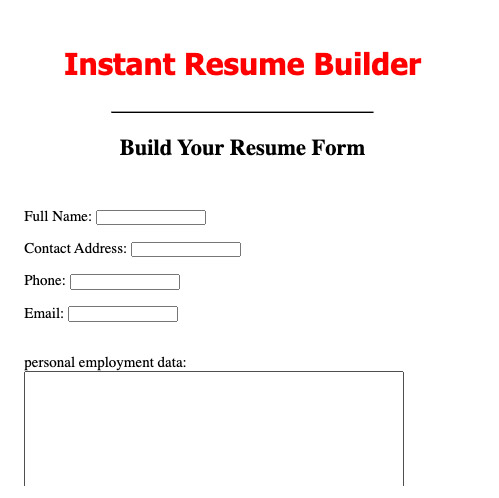 Instant Resume Builder
Build Your Resume Form
Full Name:
Contact Address:
Phone:
Email:
personal employment data: